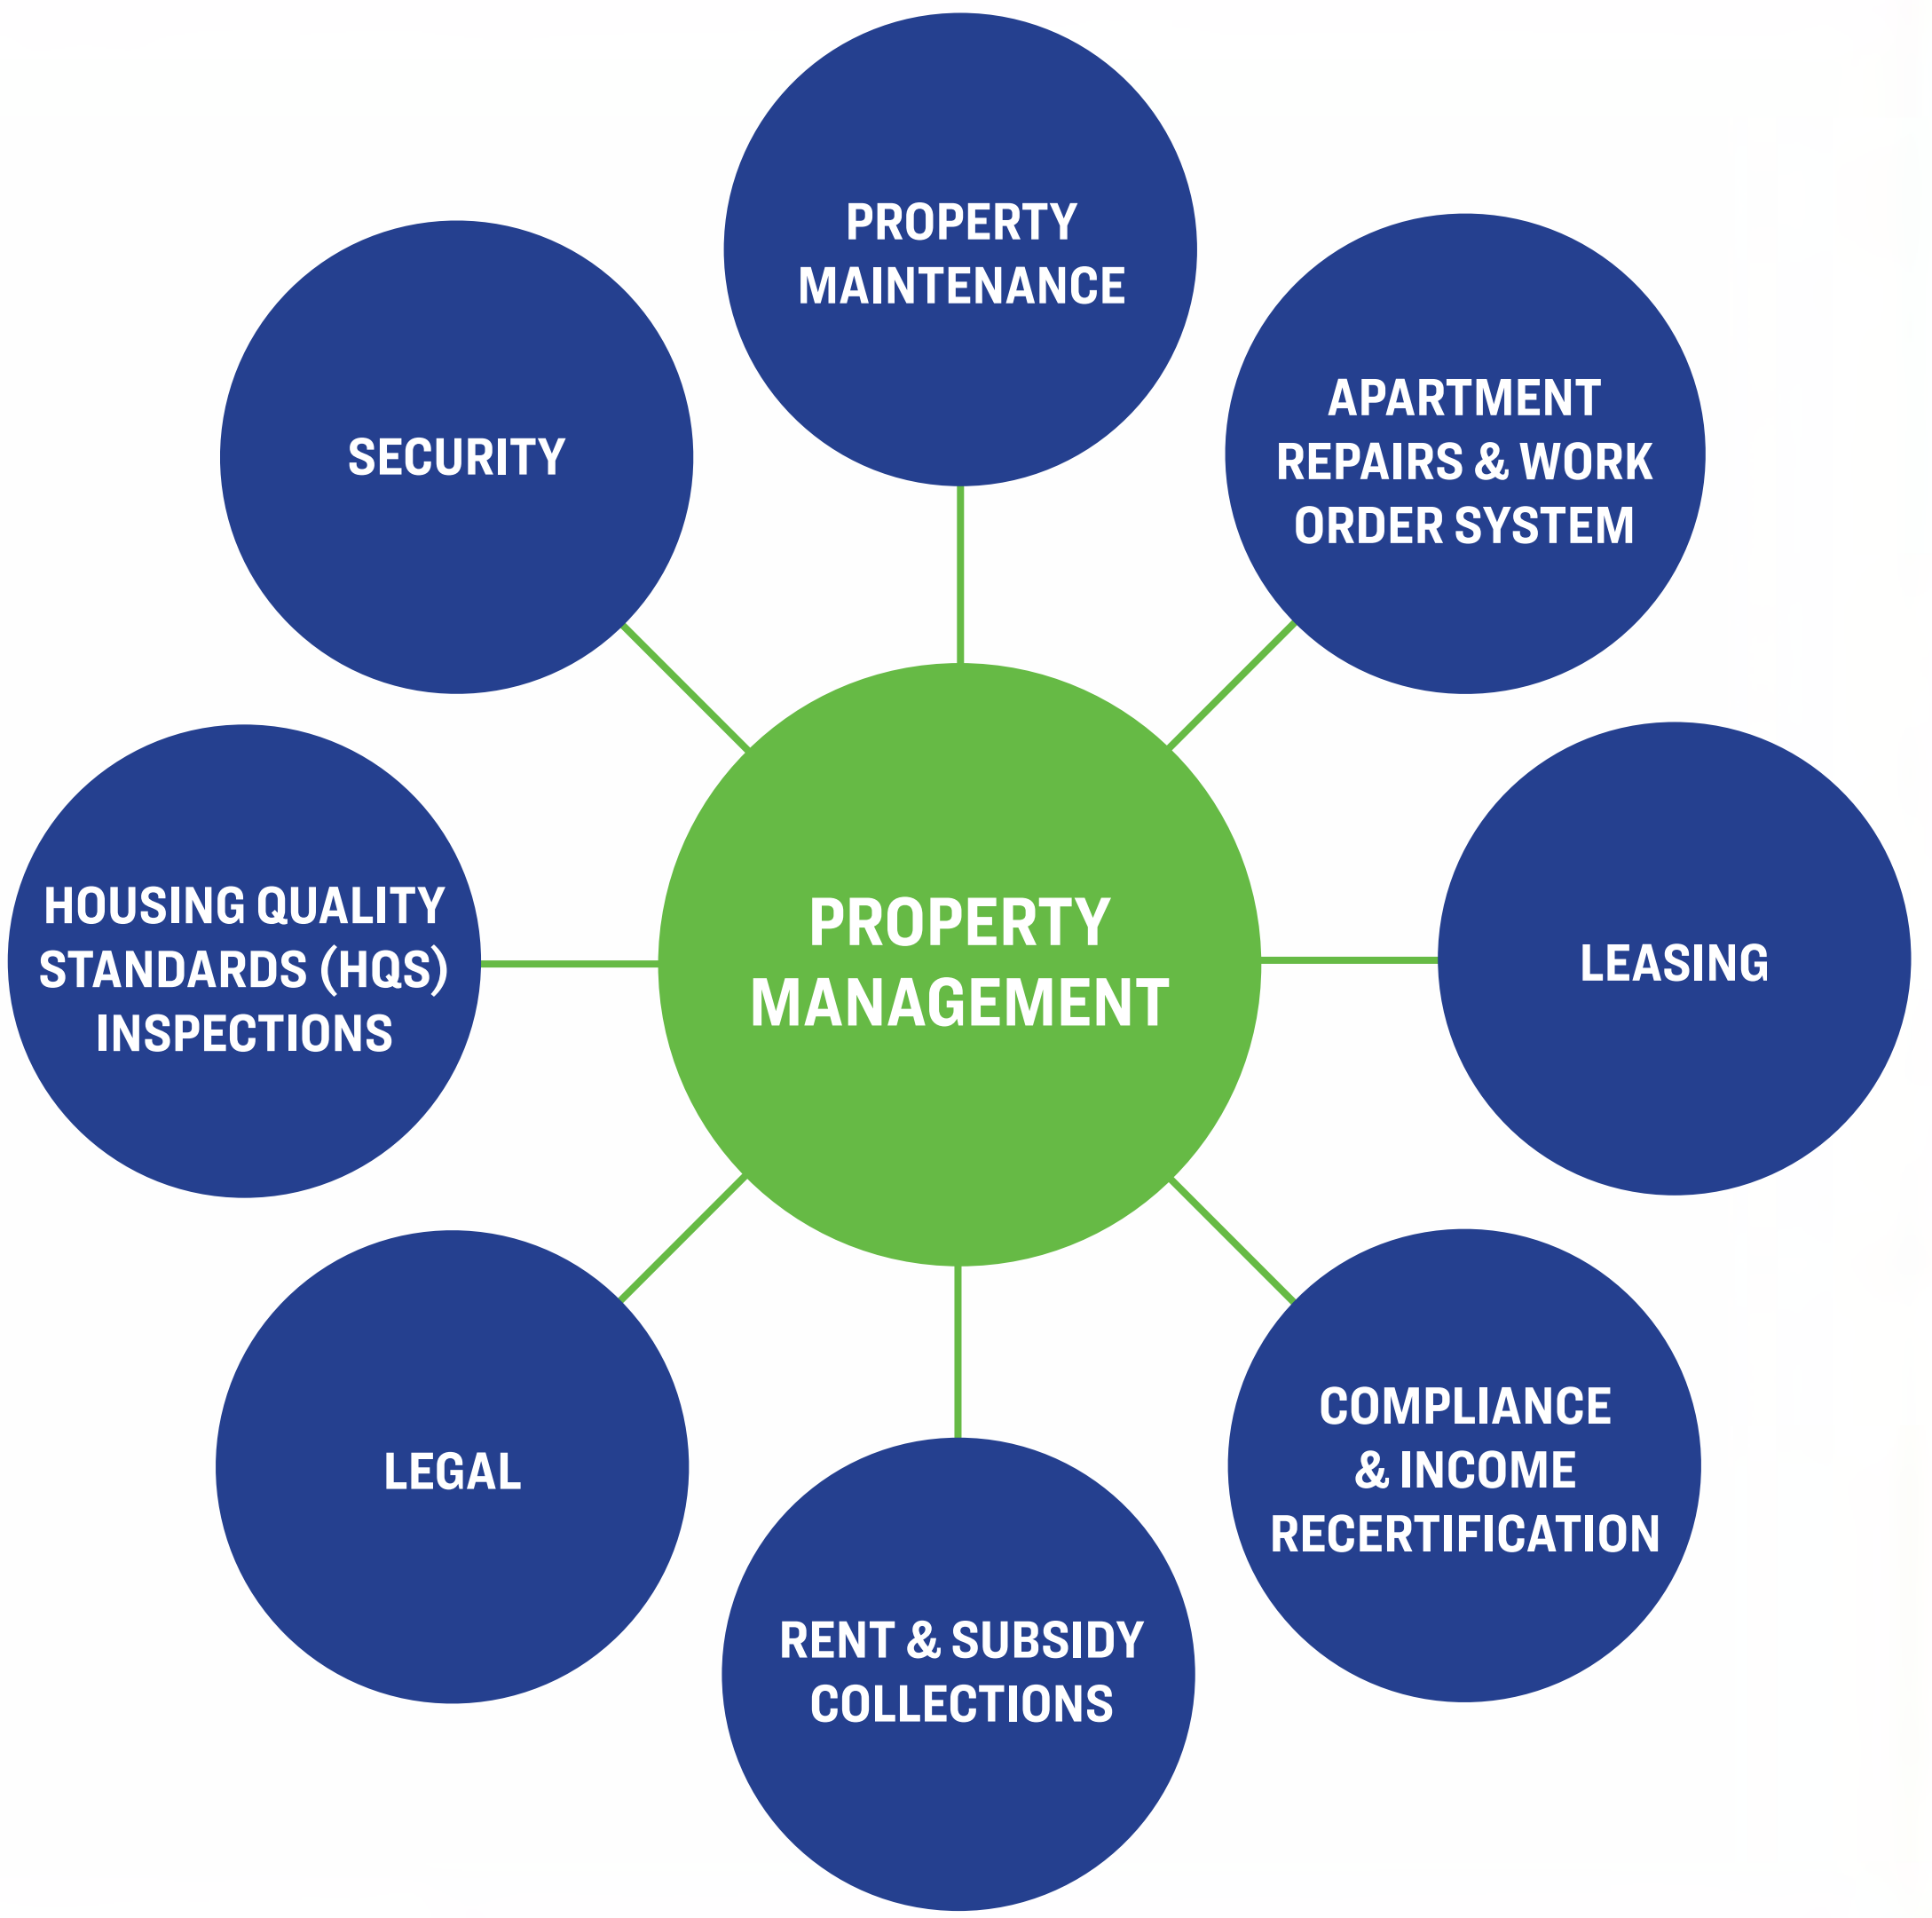 PROPERTY
MAINTENANCE
APARTMENT
REPAIRS & WORK
ORDER SYSTEM
LEASING
COMPLIANCE
& INCOME
RECERTIFICATION
RENT & SUBSIDY
COLLECTIONS
LEGAL
HOUSING QUALITY
STANDARDS (HQS)
INSPECTIONS
SECURITY
PROPERTY
MANAGEMENT